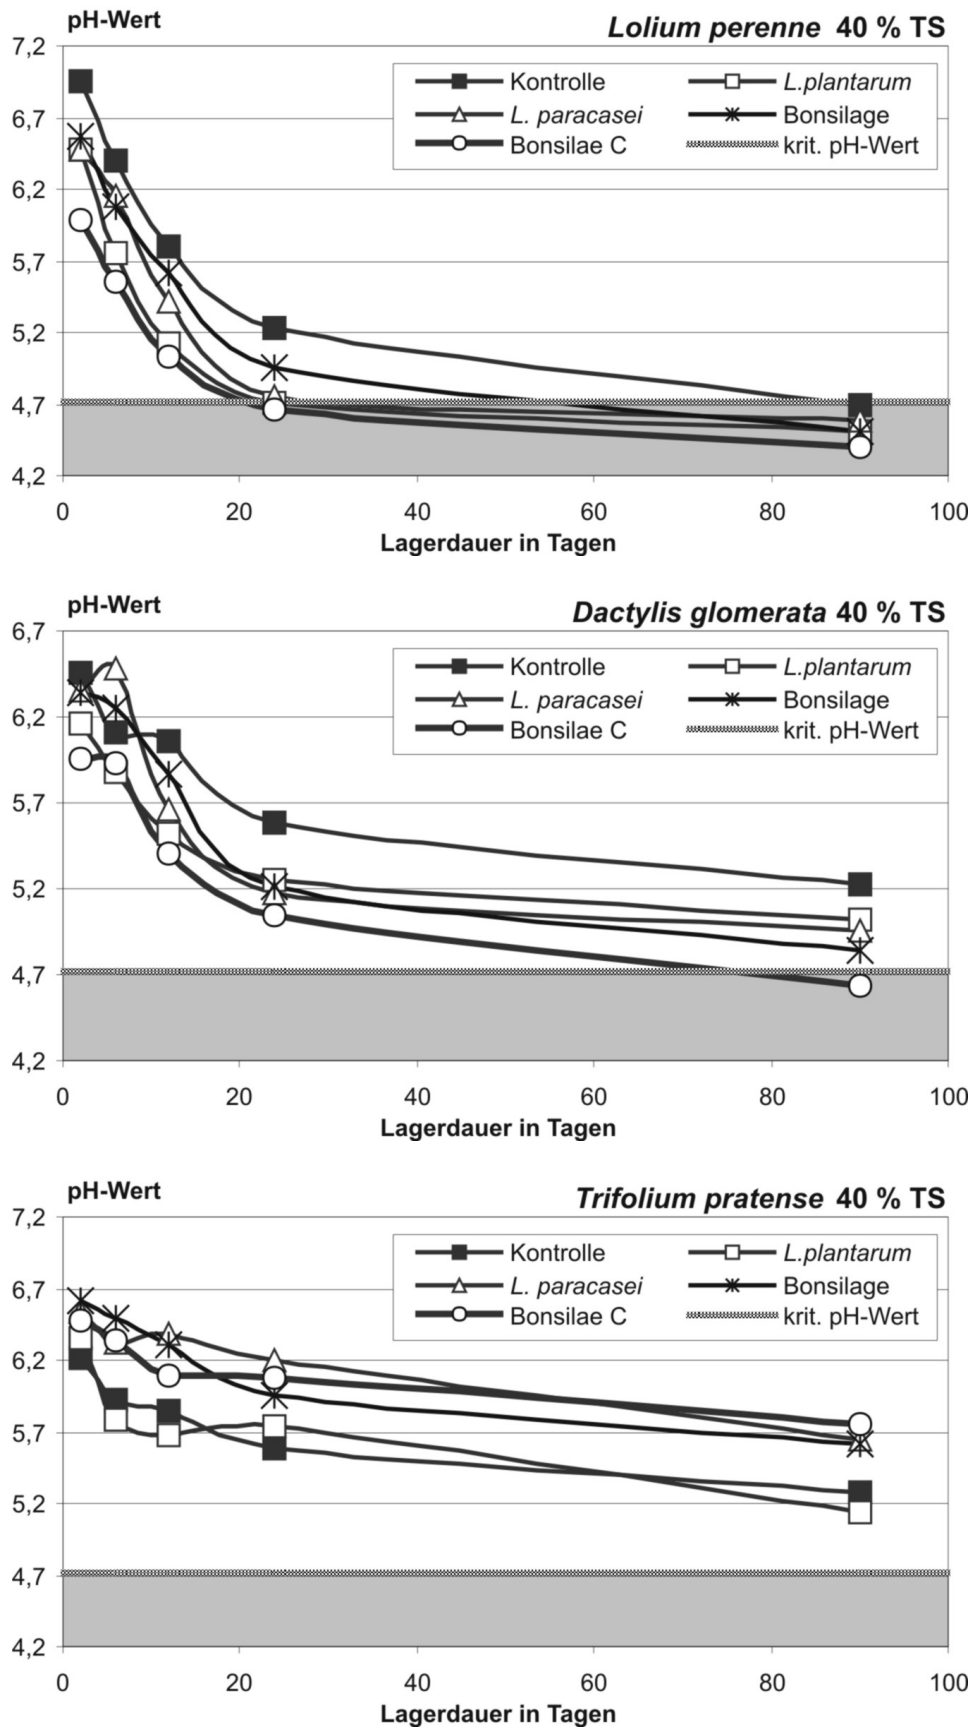 pH-Wert
Lolium perenne 40 % TS
7,2
6,7
6,2
5,7
5,2
4,7
4,2
Kontrolle
L.plantarum
L. paracasei
Bonsilage
Bonsilae C
krit. pH-Wert
0 20 40 60 80 100
Lagerdauer in Tagen
pH-Wert
Dactylis glomerata 40 % TS
6,7
6,2
5,7
5,2
4,7
4,2
Kontrolle
L.plantarum
L. paracasei
Bonsilage
Bonsilae C
krit. pH-Wert
0 20 40 60 80 100
Lagerdauer in Tagen
pH-Wert
Trifolium pratense 40 % TS
7,2
6,7
6,2
5,7
5,2
4,7
4,2
Kontrolle
L.plantarum
L. paracasei
Bonsilage
Bonsilae C
krit. pH-Wert
0 20 40 60 80 100
Lagerdauer in Tagen